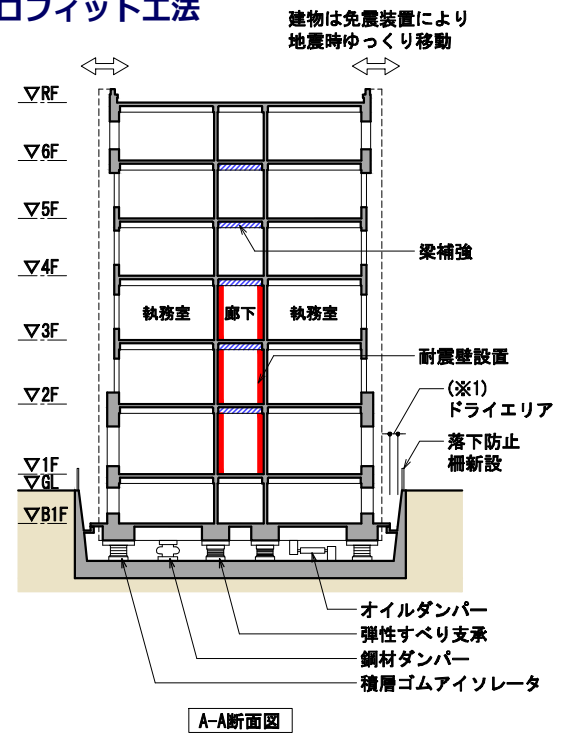 ロフィット工法
建物は免震装置により
地震時ゆっくり移動
▽RF
▽6F
▽5F
▽4F
▽3F
▽2F
▽1F
▽GL
▽B1F
梁補強
執務室
廊下
執務室
耐震壁設置
(※1)
ドライエリア
落下防止
柵新設
オイルダンパー
弾性すべり支承
鋼材ダンパー
積層ゴムアイソレータ
A-A断面図